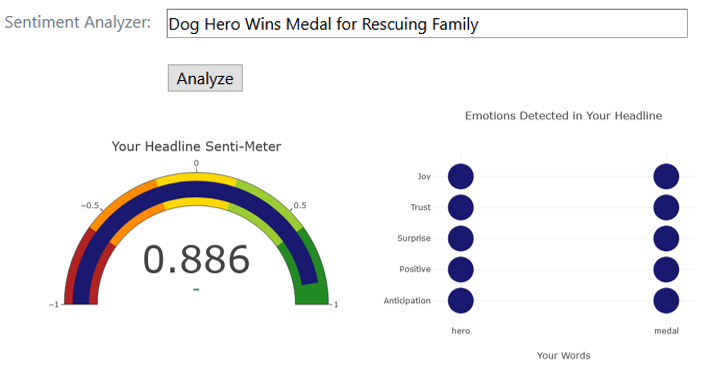 Sentiment Analyzer: Dog Hero Wins Medal for Rescuing Family
Analyze
Emotions Detected in Your Headline
Your Headline Senti-Meter
0
−0.5
0.5
−1
1
0.886
-
Joy
Trust
Surprise
Positive
Anticipation
hero
medal
Your Words